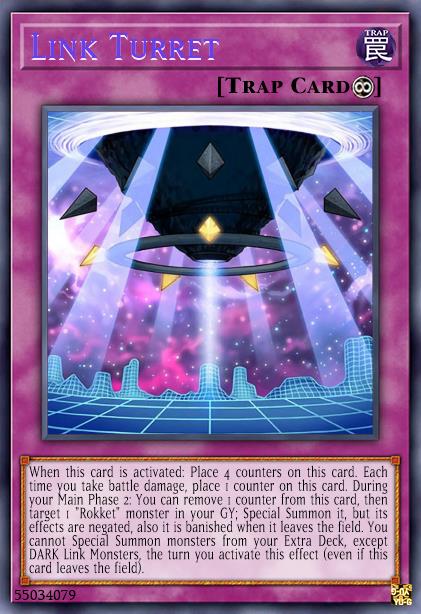 Link Turret
TRAP
罠
[Trap Card]
When this card is activated: Place 4 counters on this card. Each
time you take battle damage, place 1 counter on this card. During
your Main Phase 2: You can remove 1 counter from this card, then
target 1 "Rokket" monster in your GY; Special Summon it, but its
effects are negated, also it is banished when it leaves the field. You
cannot Special Summon monsters from your Extra Deck, except
DARK Link Monsters, the turn you activate this effect (even if this
card leaves the field).
55034079